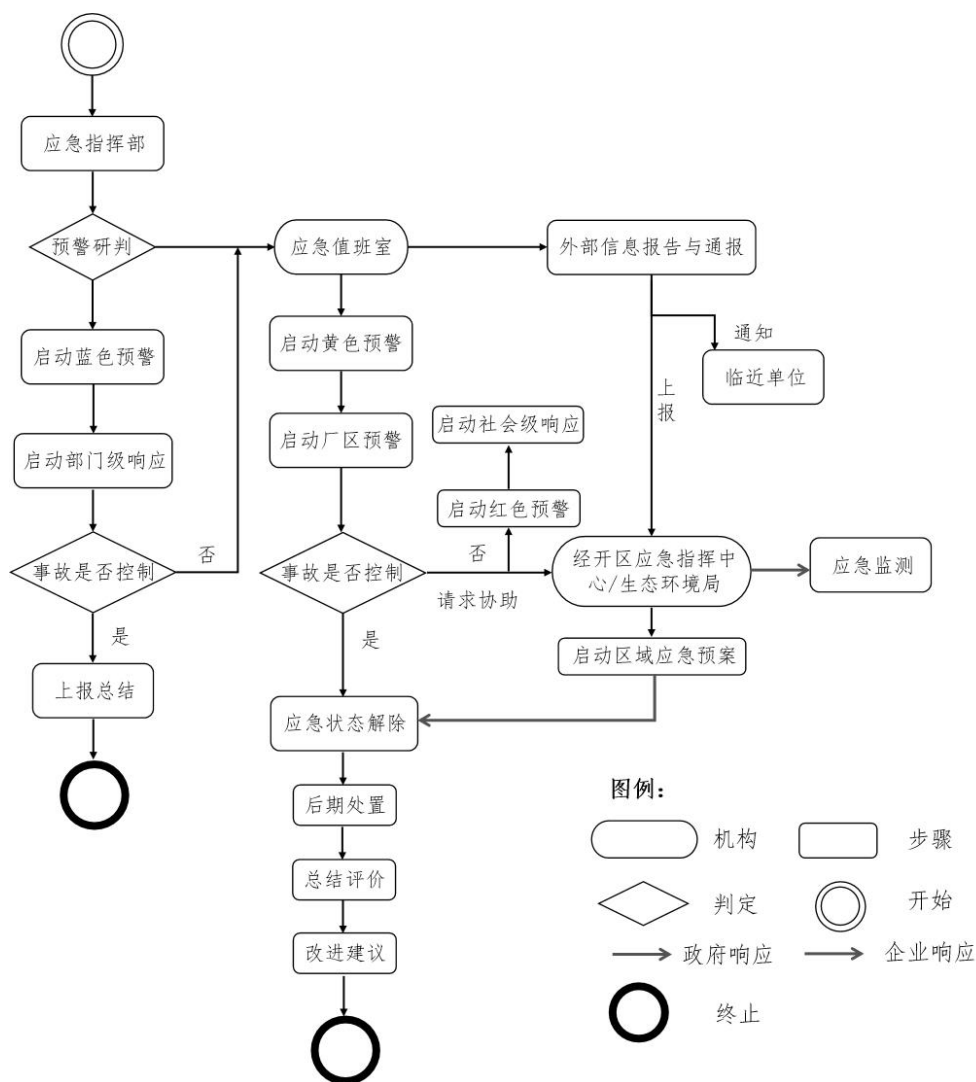 应急指挥部
预警研判
启动蓝色预警
启动部门级响应
事故是否控制
否
是
上报总结
应急值班室
启动黄色预警
启动厂区预警
事故是否控制
否
请求协助
是
启动社会级响应
启动红色预警
外部信息报告与通报
通知
临近单位
上
报
经开区应急指挥中
心/生态环境局
应急监测
启动区域应急预案
应急状态解除
后期处置
总结评价
改进建议
图例：
机构
步骤
判定
开始
政府响应
企业响应
终止